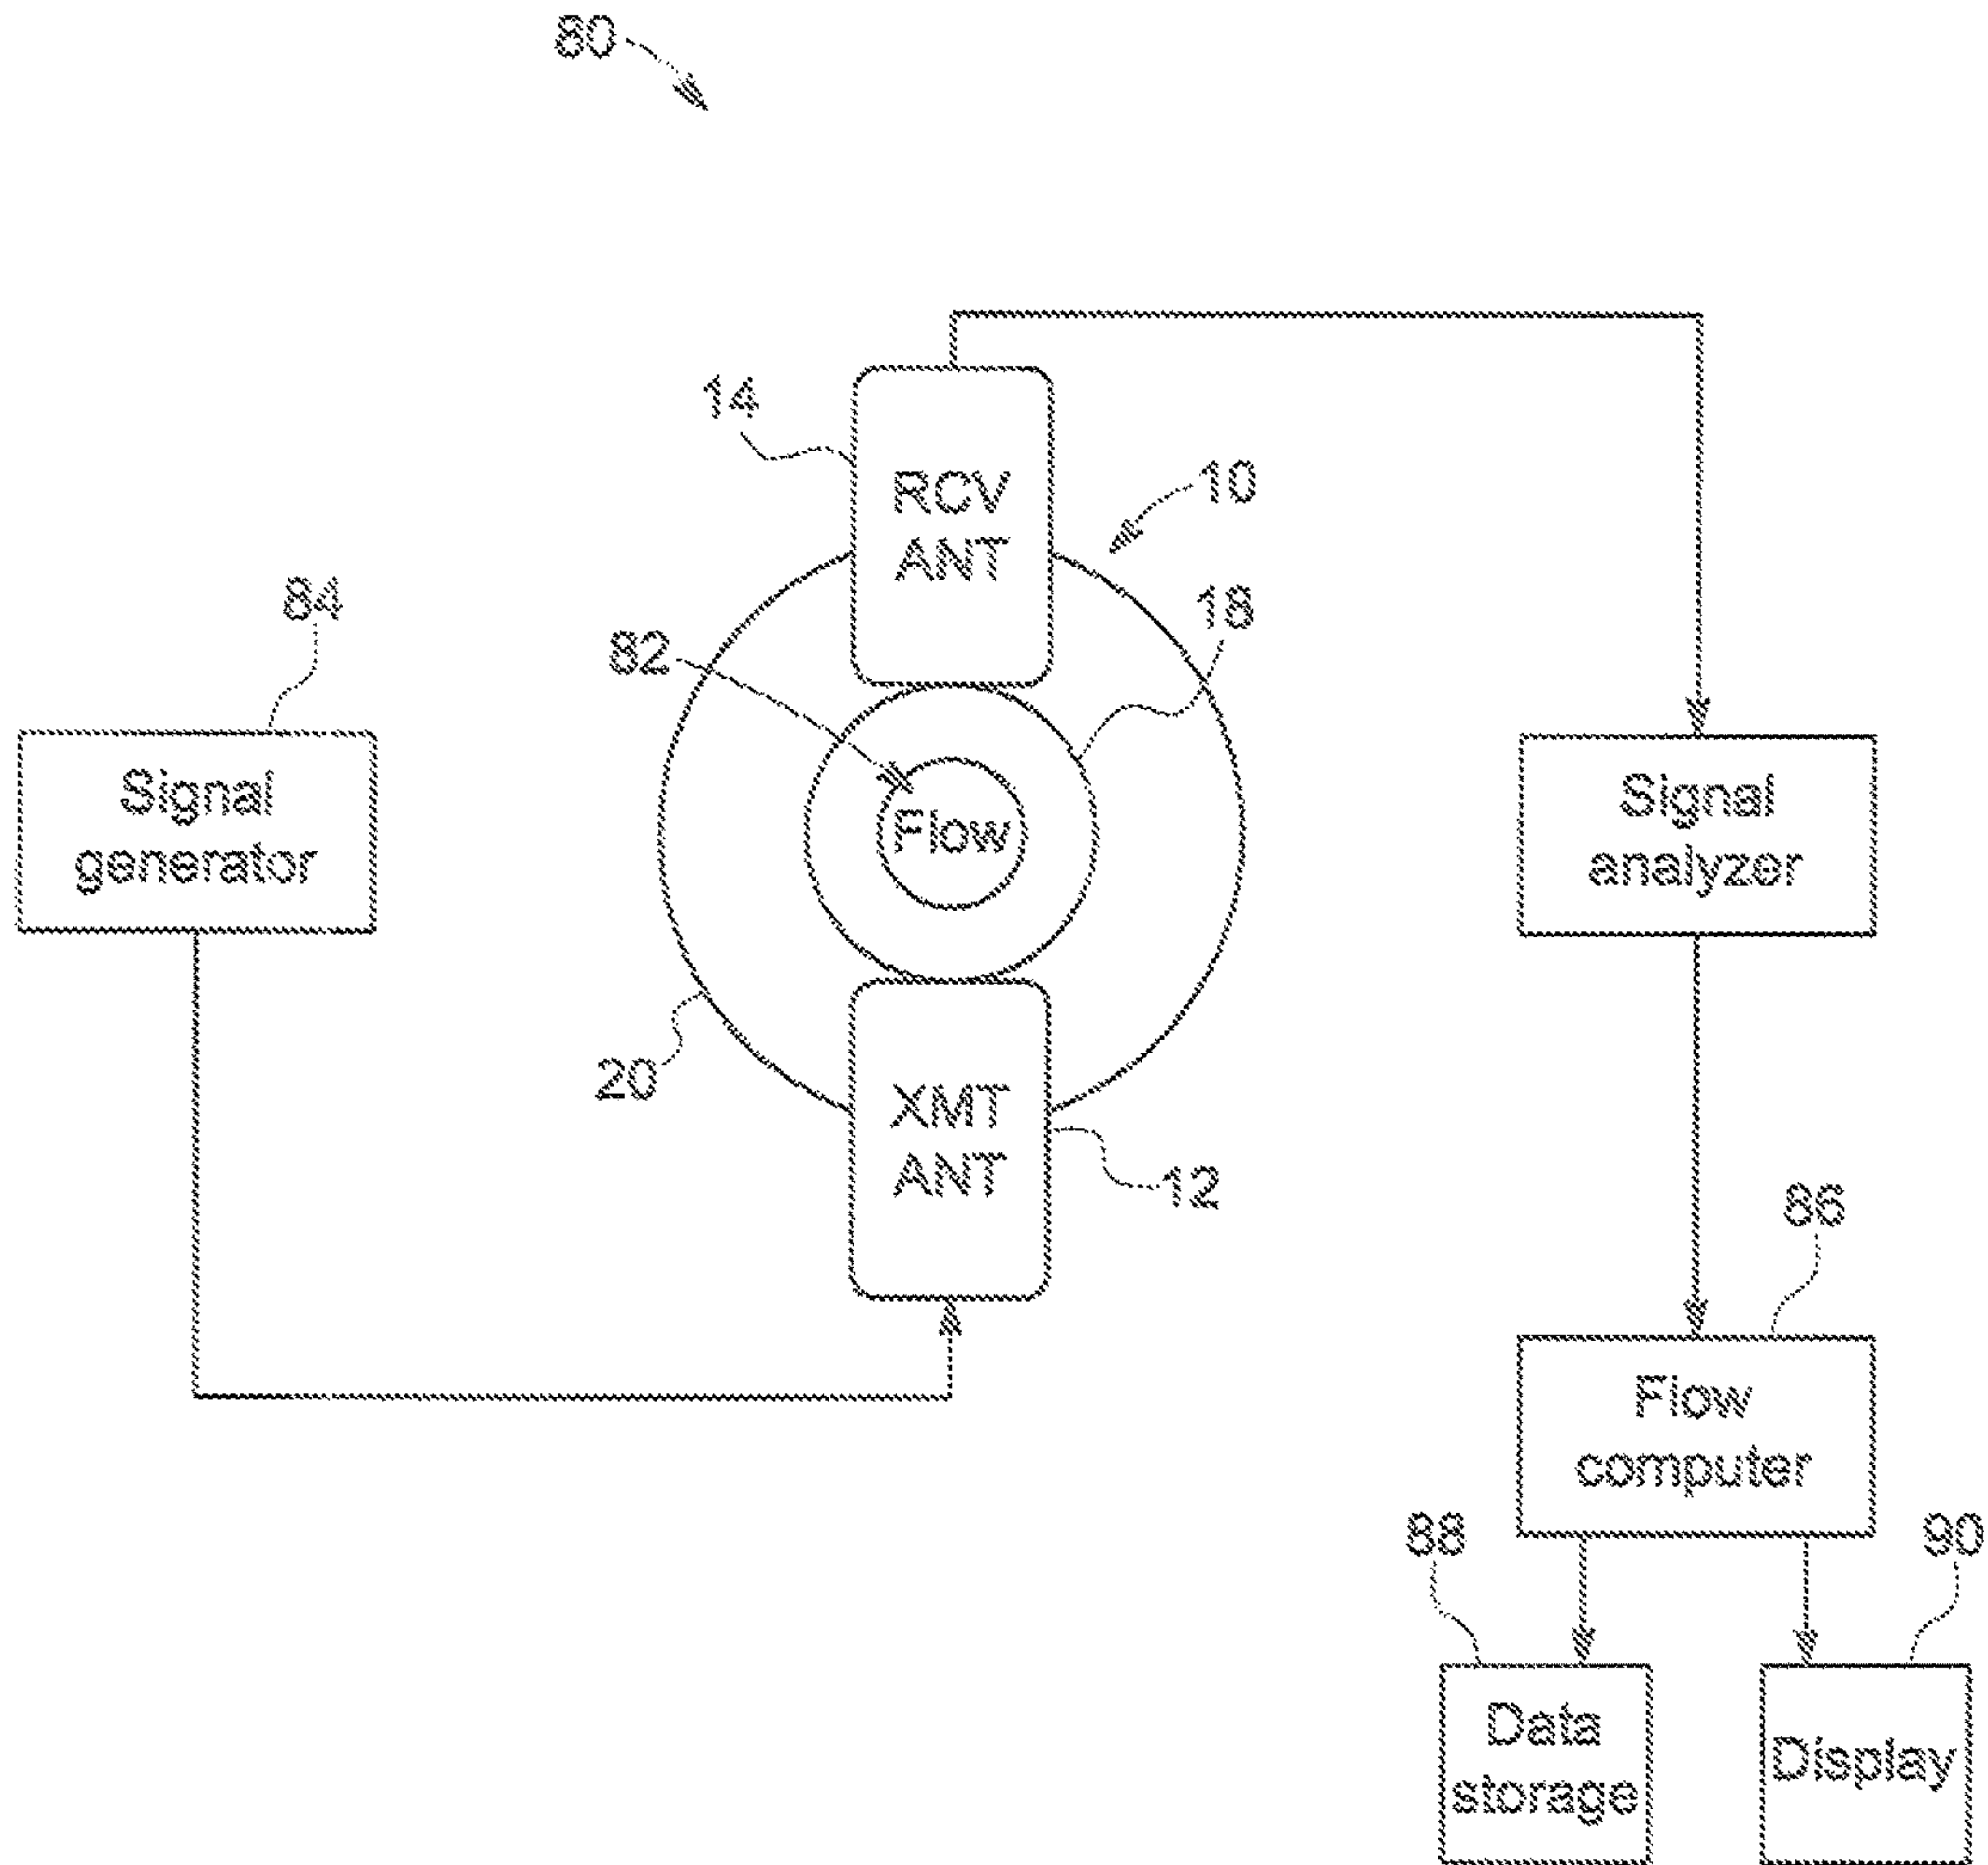 80
14
RCV
ANT
10
84
82
18
Signal
generator
Flow
Signal
analyzer
20
XMT
ANT
12
86
Flow
computer
88
90
Data
storage
Display